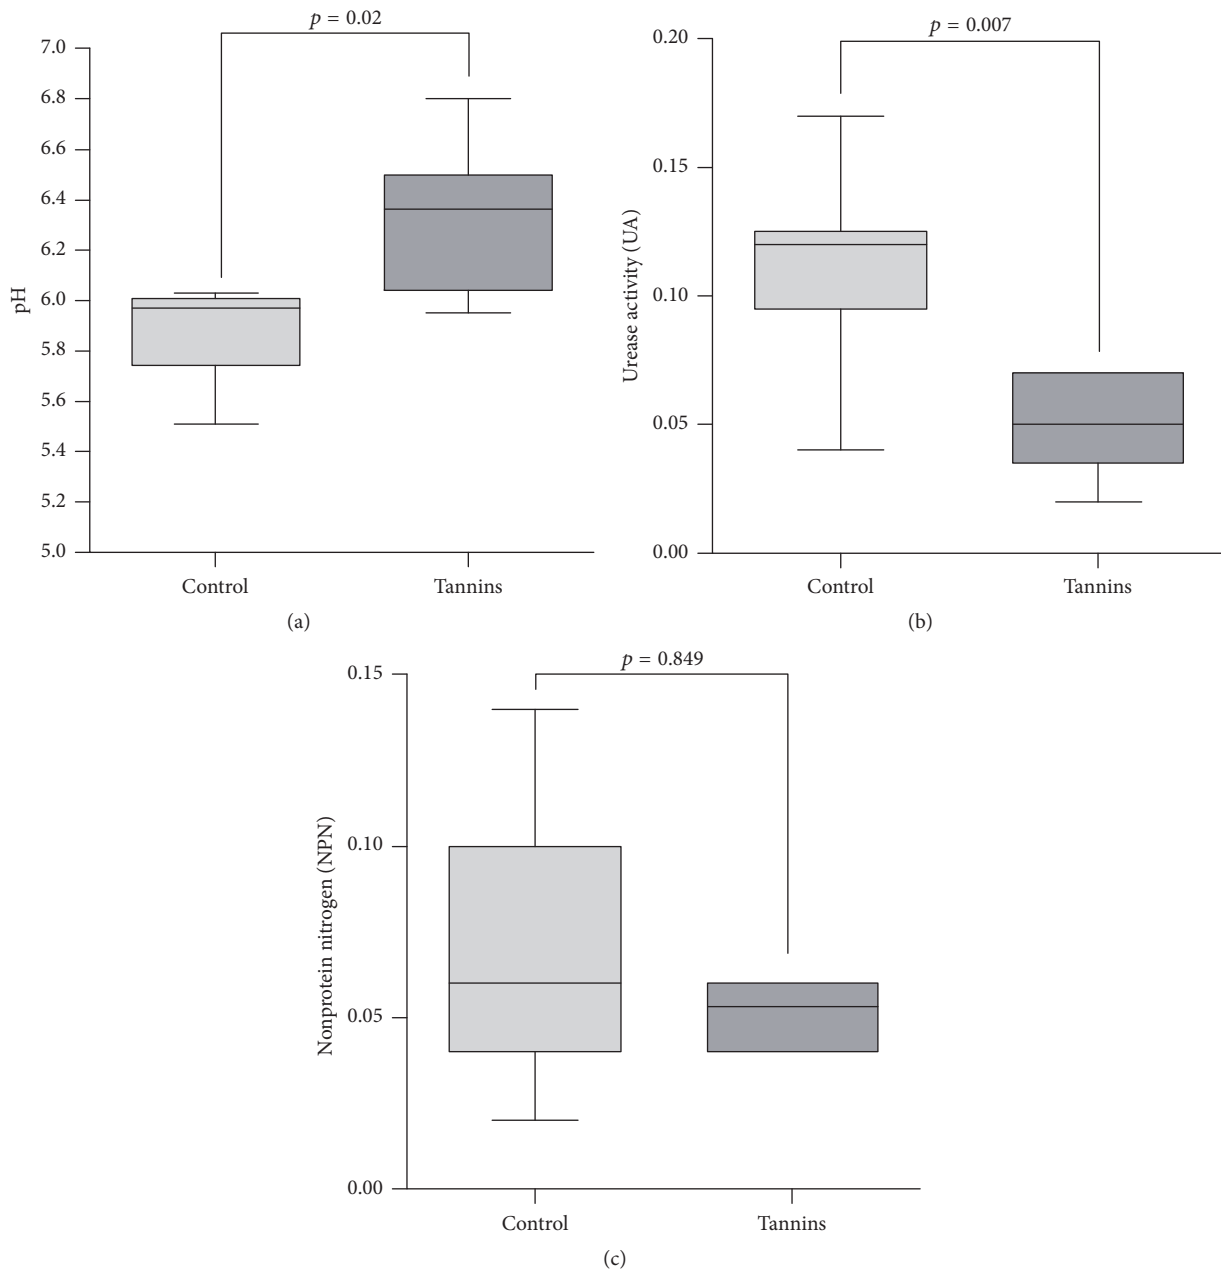 p = 0.02
7.0
6.8
6.6
6.4
6.2
6.0
5.8
5.6
5.4
5.2
5.0
pH
Control
Tannins
(a)
p = 0.007
0.20
0.15
0.10
0.05
0.00
Urease activity (UA)
Control
Tannins
(b)
p = 0.849
0.15
0.10
0.05
0.00
Nonprotein nitrogen (NPN)
Control
Tannins
(c)